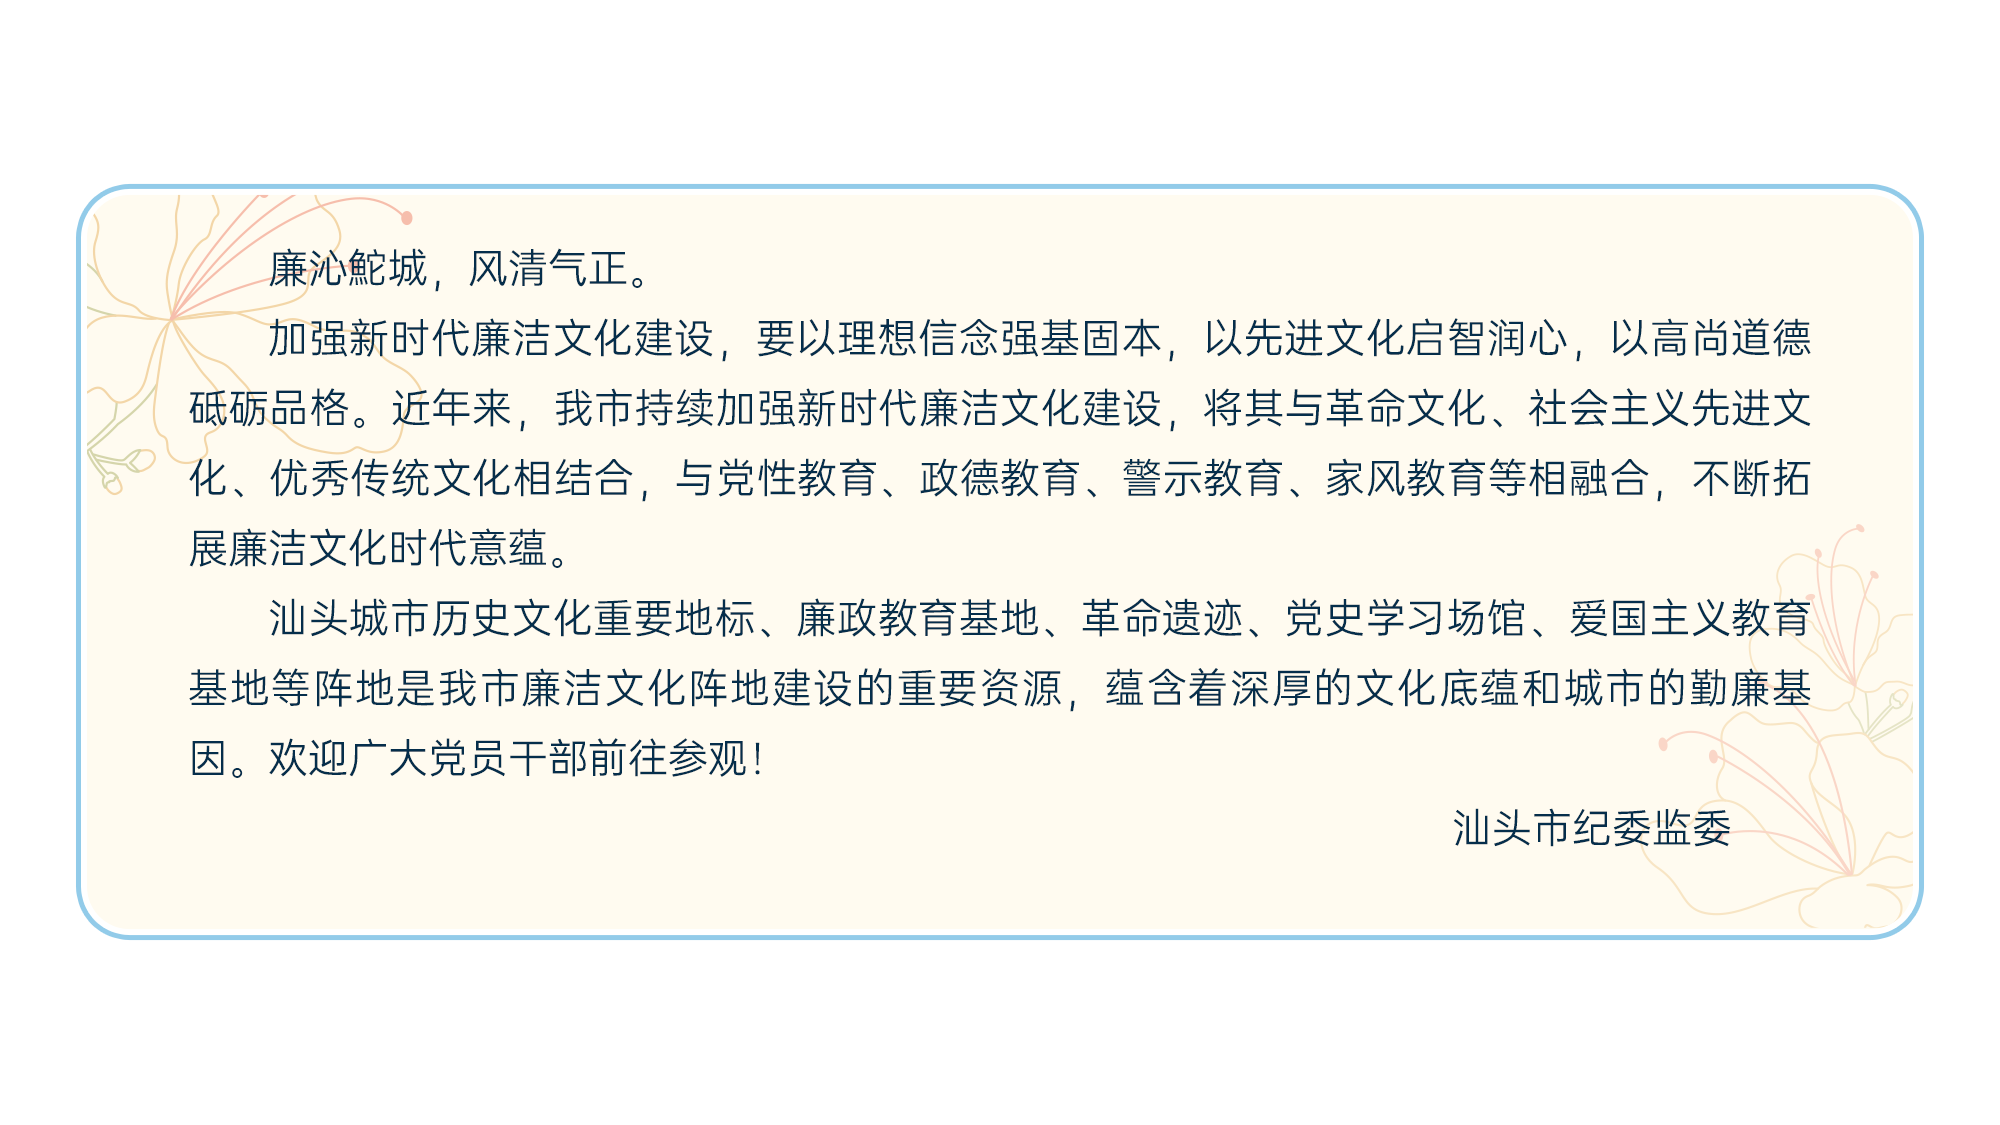 廉沁鮀城，风清气正。
加强新时代廉洁文化建设，要以理想信念强基固本，以先进文化启智润心，以高尚道德
砥砺品格。近年来，我市持续加强新时代廉洁文化建设，将其与革命文化、社会主义先进文
化、优秀传统文化相结合，与党性教育、政德教育、警示教育、家风教育等相融合，不断拓
展廉洁文化时代意蕴。
汕头城市历史文化重要地标、廉政教育基地、革命遗迹、党史学习场馆、爱国主义教育
基地等阵地是我市廉洁文化阵地建设的重要资源，蕴含着深厚的文化底蕴和城市的勤廉基
因。欢迎广大党员干部前往参观！
汕头市纪委监委